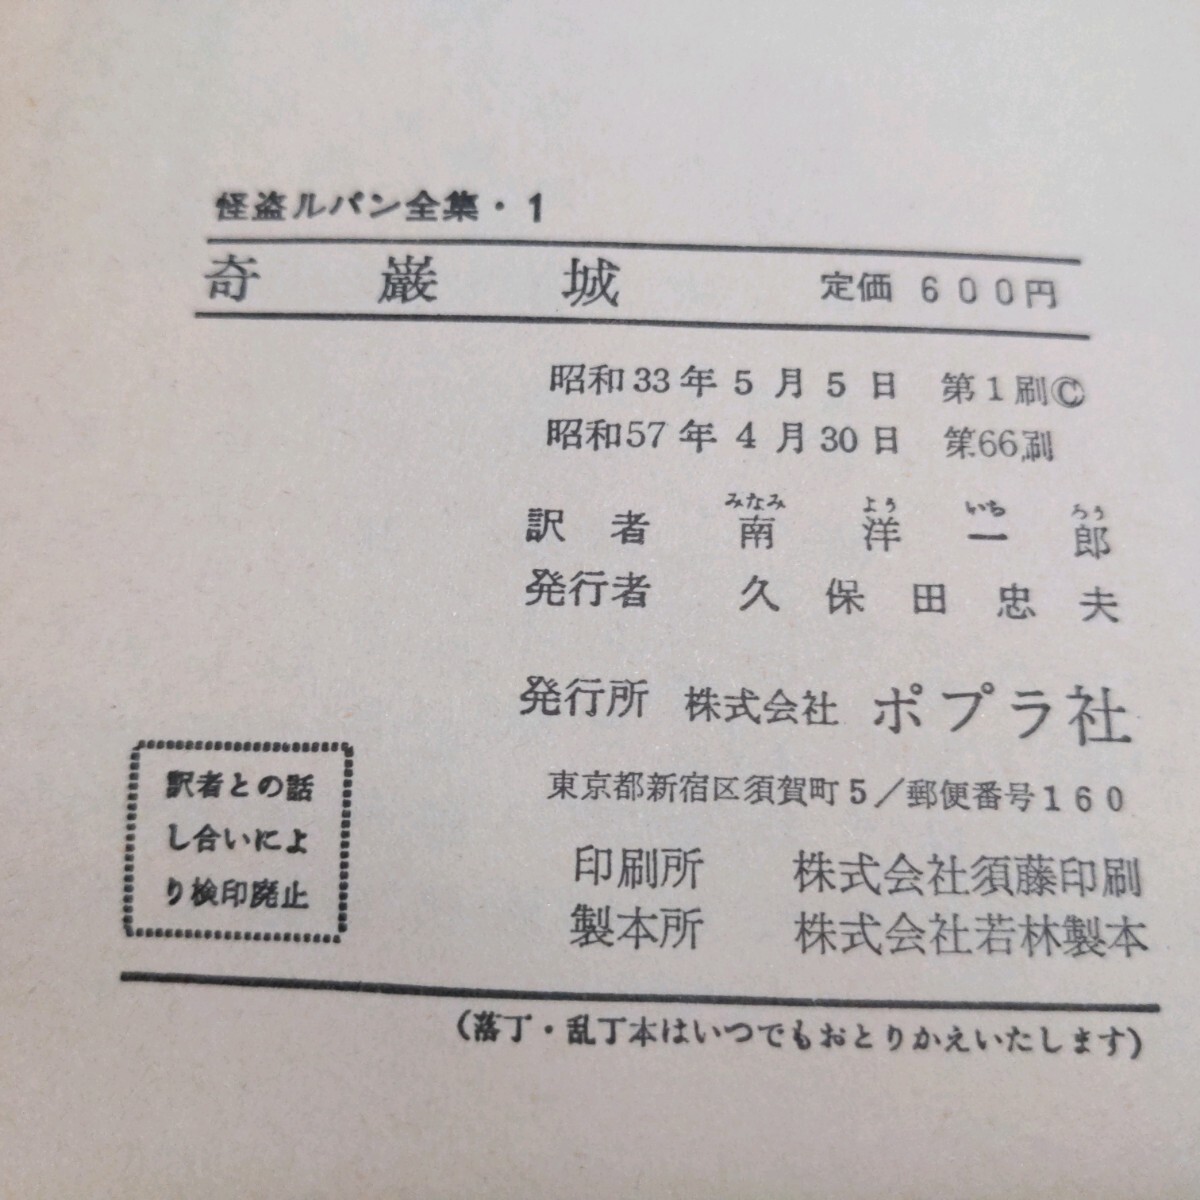 怪盗ルパン全集・1
奇巌城 定価 600円
昭和33年5月5日 第1刷Ⓒ
昭和57年4月30日 第66刷
みなみ よう いち ろう
訳者 南洋一郎
発行者 久保田忠夫
発行所 株式会社 ポプラ社
東京都新宿区須賀町5/郵便番号160
印刷所 株式会社須藤印刷
製本所 株式会社若林製本
訳者との話
し合いによ
り検印廃止
(落丁・乱丁本はいつでもおとりかえいたします)